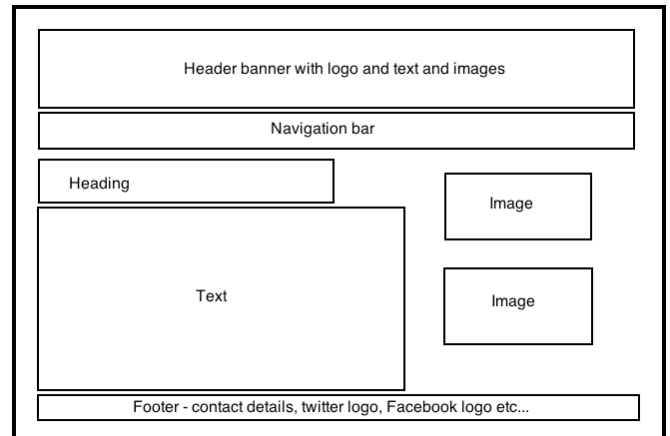 Header banner with logo and text and images
Navigation bar
Heading
Image
Text
Image
Footer - contact details, twitter logo, Facebook logo etc...